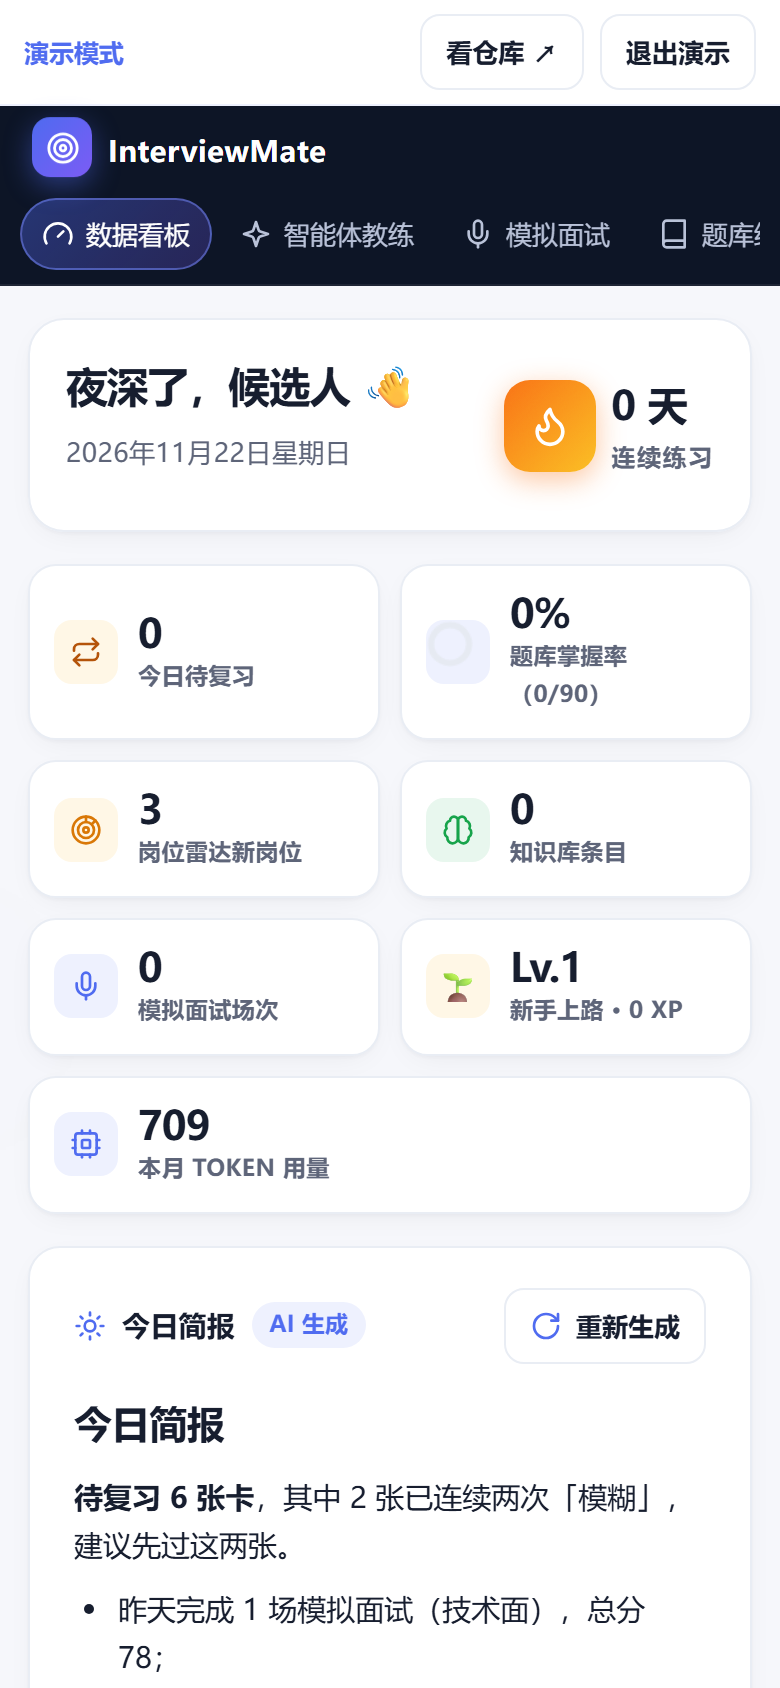 演示模式
看仓库 ↗
退出演示
InterviewMate
数据看板
智能体教练
模拟面试
题库
夜深了，候选人 👋
2026年11月22日星期日
0 天
连续练习
0
今日待复习
0%
题库掌握率
（0/90）
3
岗位雷达新岗位
0
知识库条目
0
模拟面试场次
Lv.1
新手上路 • 0 XP
709
本月 TOKEN 用量
今日简报
AI 生成
重新生成
今日简报
待复习 6 张卡，其中 2 张已连续两次「模糊」，
建议先过这两张。
• 昨天完成 1 场模拟面试（技术面），总分
78；